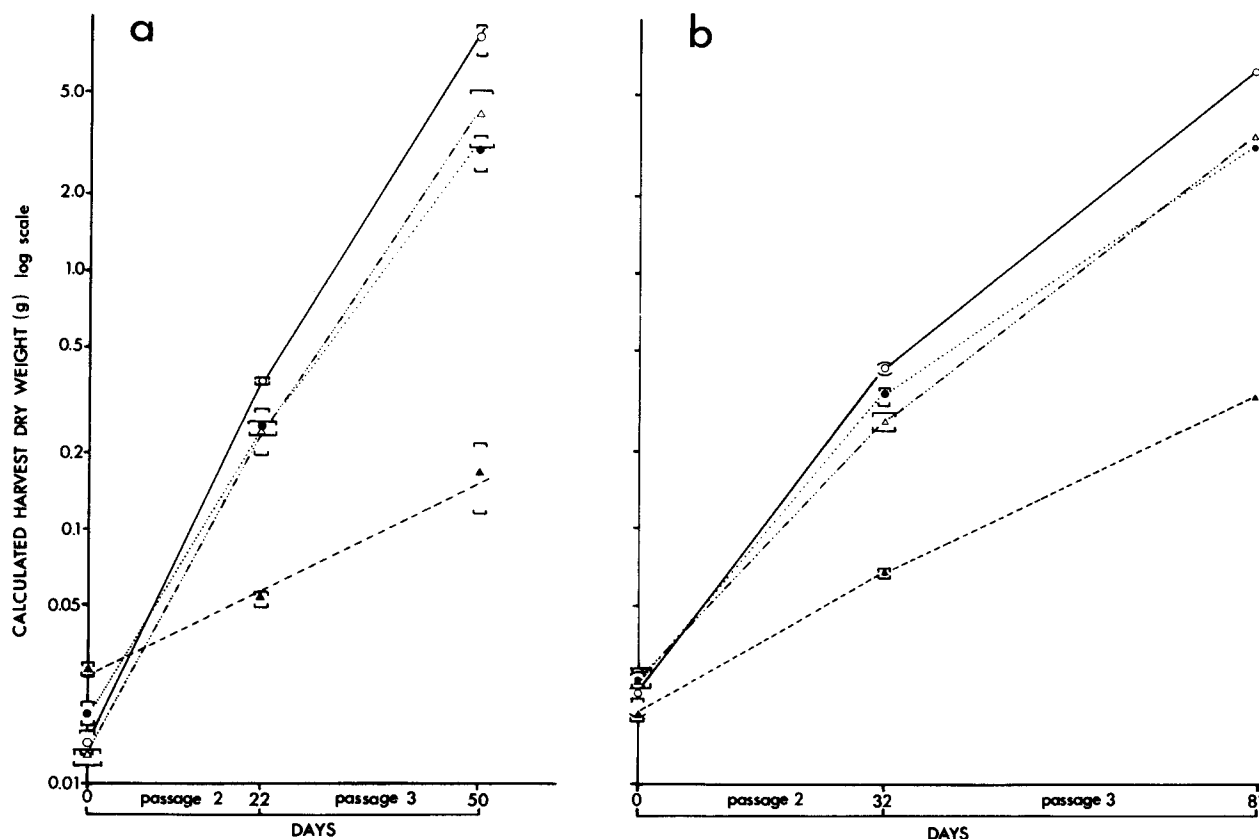 a
b
CALCULATED HARVEST DRY WEIGHT (g) log scale
5.0
2.0
1.0
0.5
0.2
0.1
0.05
0.01
0 passage 2 22 passage 3 50
DAYS
0 passage 2 32 passage 3
DAYS